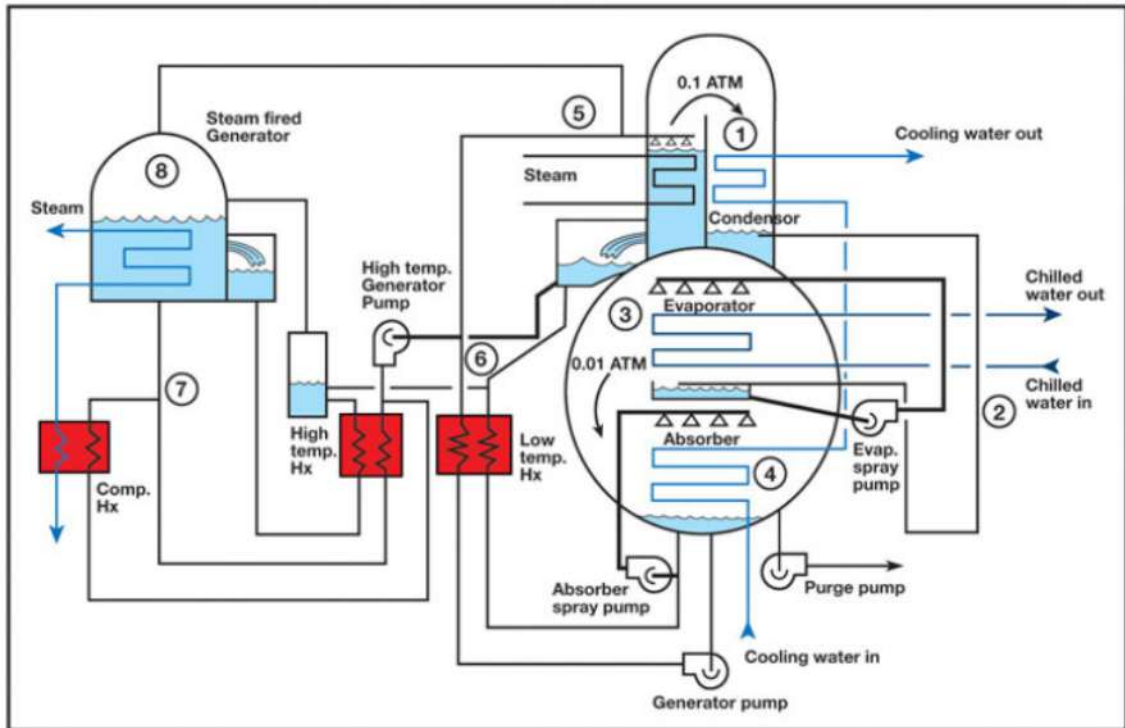 0.1 ATM
5
1
Steam fired
Generator
Cooling water out
8
Steam
Steam
Condensor
High temp.
Generator
Pump
Evaporator
Chilled
water out
3
6
0.01 ATM
Chilled
water in
7
2
High
temp.
Hx
Low
temp.
Hx
Absorber
Evap.
spray
pump
4
Comp.
Hx
Absorber
spray pump
Purge pump
Cooling water in
Generator pump